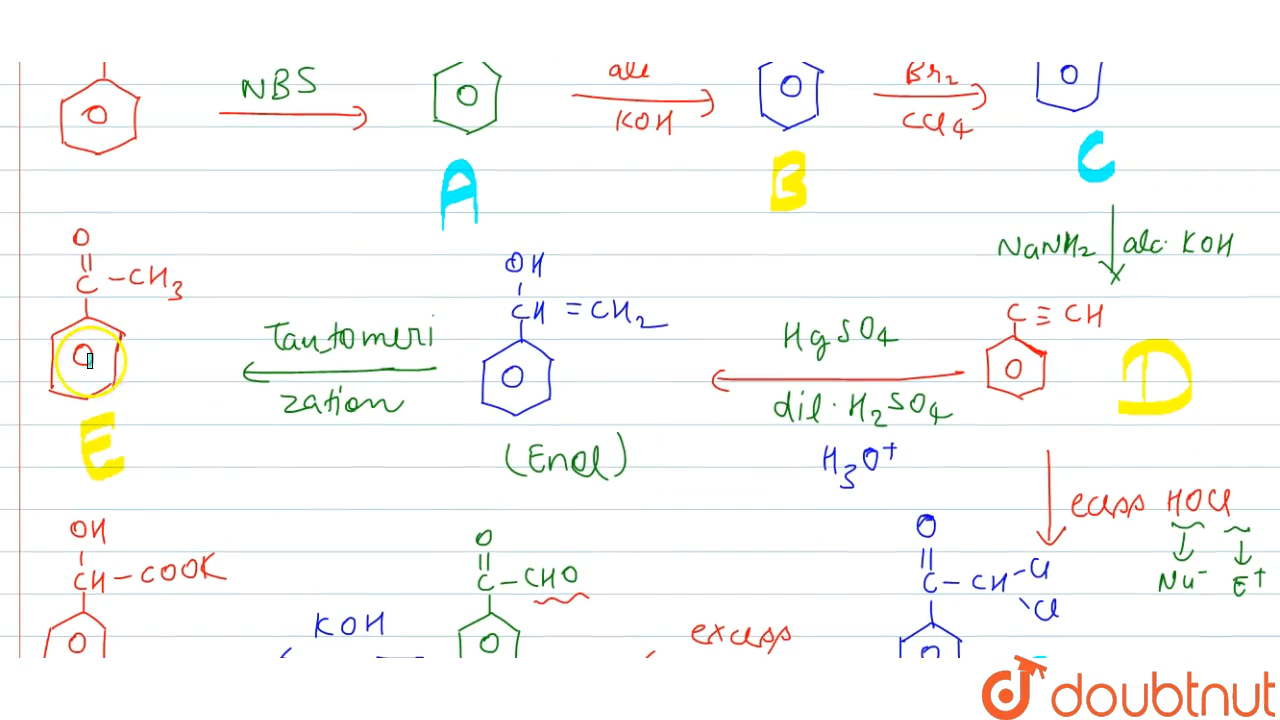 NBS
alc
KOH
Br2
CCl4
A
B
C
NaNH2
alc. KOH
O
||
C - CH3
OH
CH = CH2
C ≡ CH
Tautomeri
zation
HgSO4
dil. H2SO4
H3O+
D
E
(Enol)
excess HOCl
Nu- E+
OH
CH - COOK
O
||
C - CHO
O
||
C - CH - Cl
\ Cl
KOH
excess
doubtnut